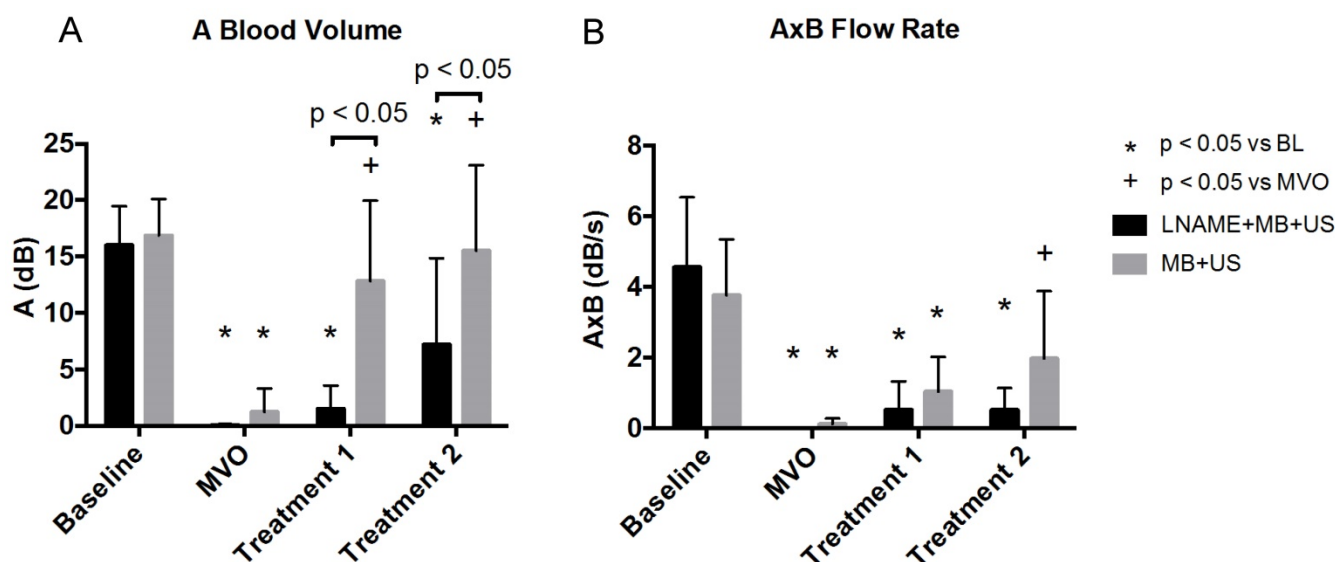 A
A Blood Volume
p < 0.05
p < 0.05
* +
+
25
20
15
10
5
0
A (dB)
* *
*
Baseline
MVO
Treatment 1
Treatment 2
B
AxB Flow Rate
8
6
4
2
0
AxB (dB/s)
* *
* *
* +
Baseline
MVO
Treatment 1
Treatment 2
* p < 0.05 vs BL
+ p < 0.05 vs MVO
LNAME+MB+US
MB+US